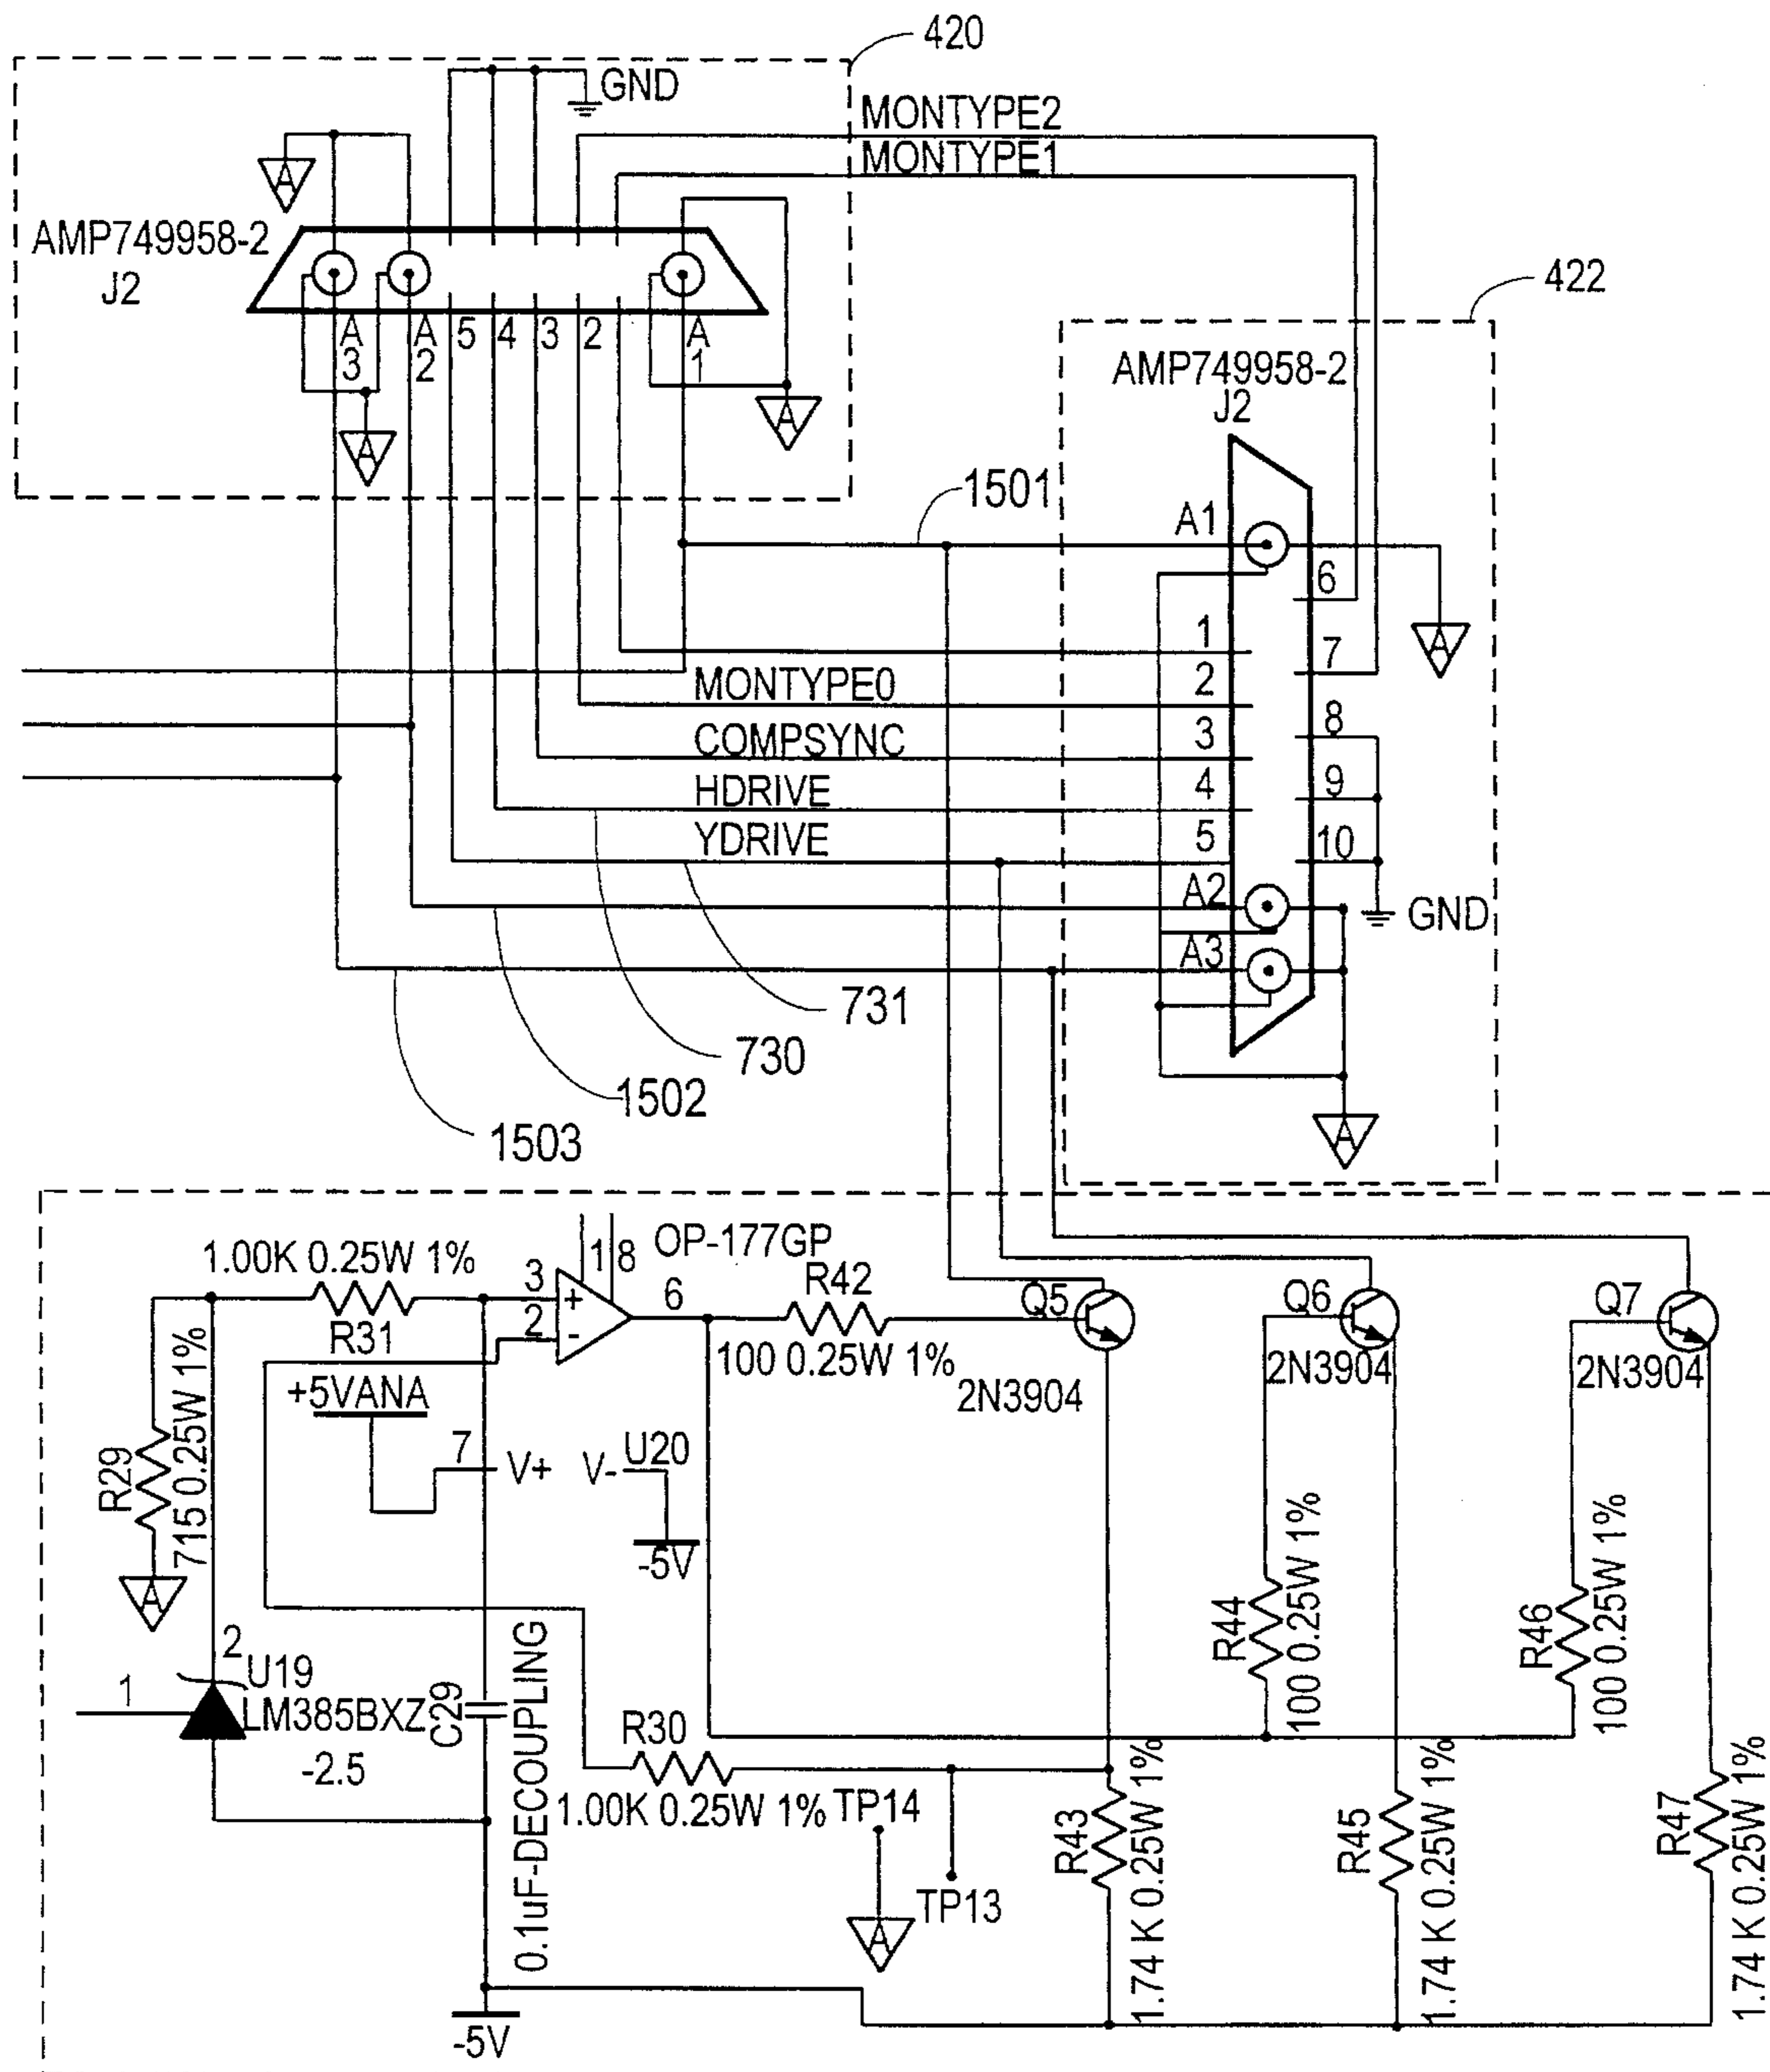 420
GND
MONTYPE2
MONTYPE1
A
AMP749958-2
J2
A
3
A
2
5
4
3
2
A
1
A
A
422
AMP749958-2
J2
1501
A1
6
A
1
7
MONTYPE0
2
8
COMPSYNC
3
9
HDRIVE
4
10
YDRIVE
5
A2
GND
A3
731
730
1502
1503
A
1.00K 0.25W 1%
R31
3
+
2
-
1
8
OP-177GP
6
R42
100 0.25W 1%
Q5
2N3904
Q6
2N3904
Q7
2N3904
+5VANA
7
V+
V-
U20
-5V
R29
715 0.25W 1%
A
2
1
U19
LM385BXZ
-2.5
C29
0.1uF-DECOUPLING
R30
1.00K 0.25W 1%
TP14
A
TP13
R44
100 0.25W 1%
R46
100 0.25W 1%
R43
1.74 K 0.25W 1%
R45
1.74 K 0.25W 1%
R47
1.74 K 0.25W 1%
-5V